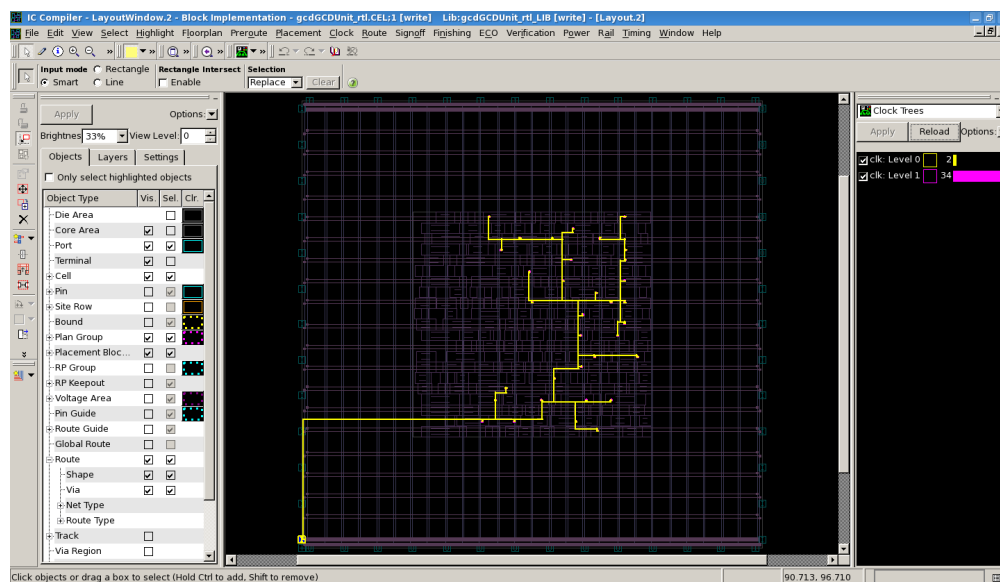 IC Compiler - LayoutWindow.2 - Block Implementation - gcdGCDUnit_rtl.CEL;1 [write]    Lib:gcdGCDUnit_rtl_LIB [write] - [Layout.2]
File Edit View Select Highlight Floorplan Preroute Placement Clock Route Signoff Finishing ECO Verification Power Rail Timing Window Help
Input mode Rectangle Rectangle Intersect Selection
Smart Line Enable Replace Clear
Apply Options:
Brightnes 33% View Level: 0
Objects Layers Settings
Only select highlighted objects
Object Type Vis. Sel. Clr.
Die Area
Core Area
Port
Terminal
Cell
Pin
Site Row
Bound
Plan Group
Placement Bloc...
RP Group
RP Keepout
Voltage Area
Pin Guide
Route Guide
Global Route
Route
Shape
Via
Net Type
Route Type
Track
Via Region
Clock Trees
Apply Reload Options:
clk: Level 0 2
clk: Level 1 34
Click objects or drag a box to select (Hold Ctrl to add, Shift to remove)
90.713, 96.710